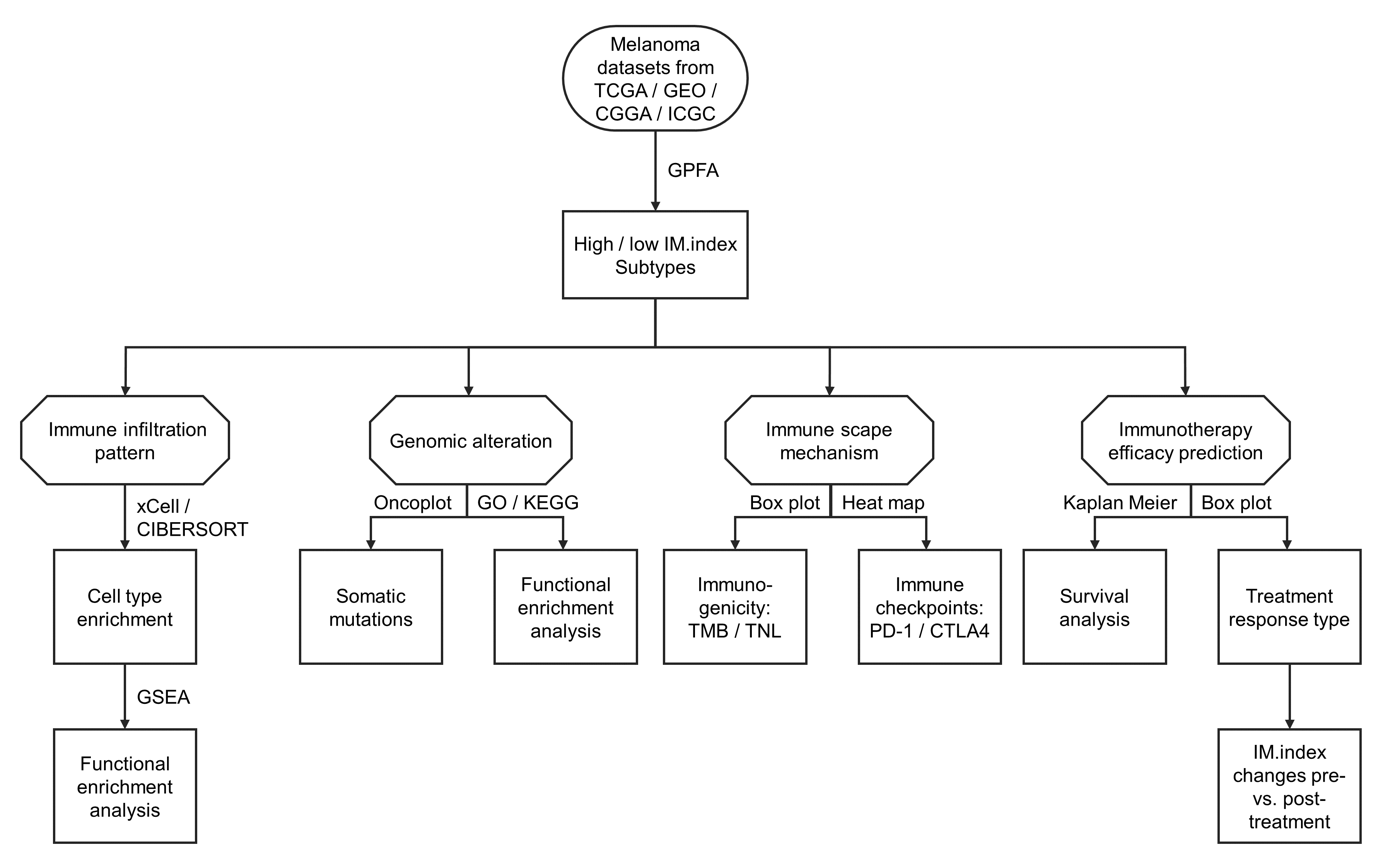 Melanoma
datasets from
TCGA / GEO /
CGGA / ICGC
GPFA
High / low IM.index
Subtypes
Immune infiltration
pattern
Genomic alteration
Immune scape
mechanism
Immunotherapy
efficacy prediction
xCell /
CIBERSORT
Oncoplot
GO / KEGG
Box plot
Heat map
Kaplan Meier
Box plot
Cell type
enrichment
Somatic
mutations
Functional
enrichment
analysis
Immuno-
genicity:
TMB / TNL
Immune
checkpoints:
PD-1 / CTLA4
Survival
analysis
Treatment
response type
GSEA
Functional
enrichment
analysis
IM.index
changes pre-
vs. post-
treatment